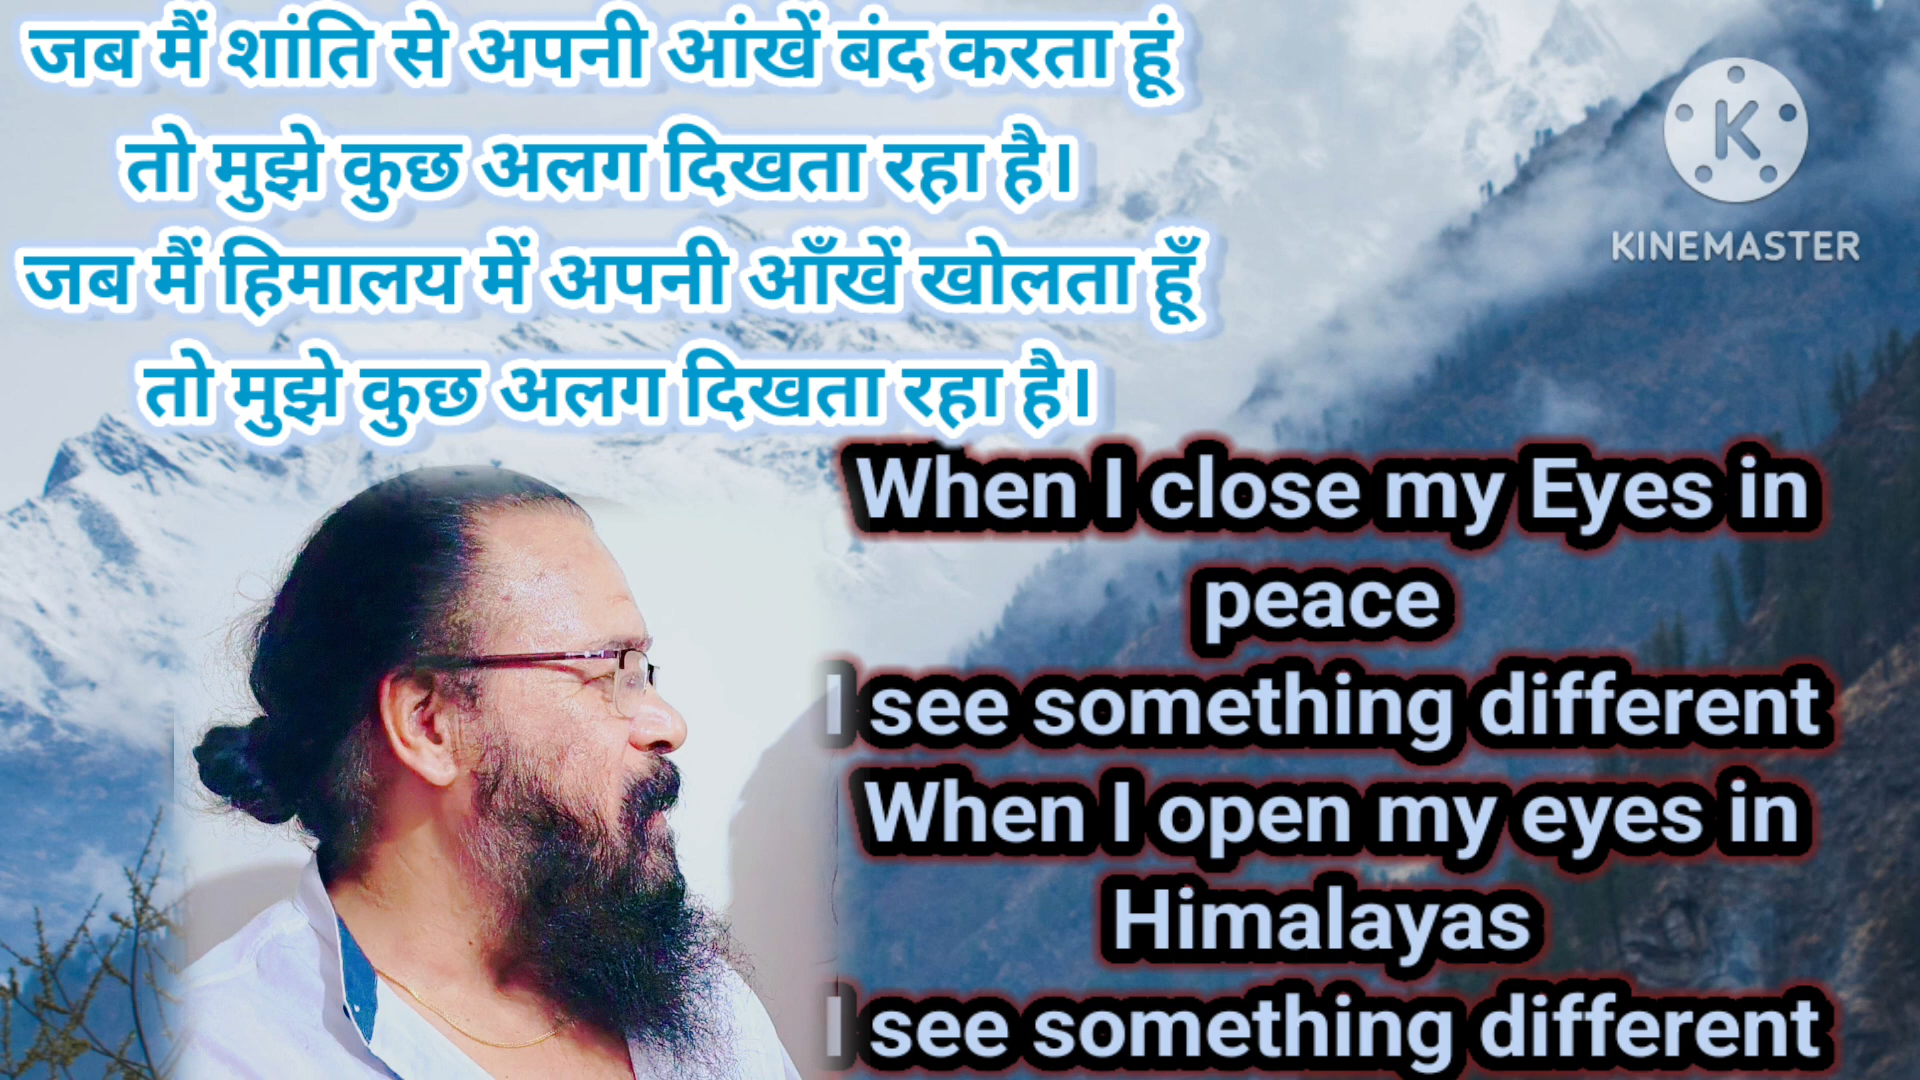 जब मैं शांति से अपनी आंखें बंद करता हूं
तो मुझे कुछ अलग दिखता रहा है।
जब मैं हिमालय में अपनी आँखें खोलता हूँ
तो मुझे कुछ अलग दिखता रहा है।
K
KINEMASTER
When I close my Eyes in
peace
I see something different
When I open my eyes in
Himalayas
I see something different